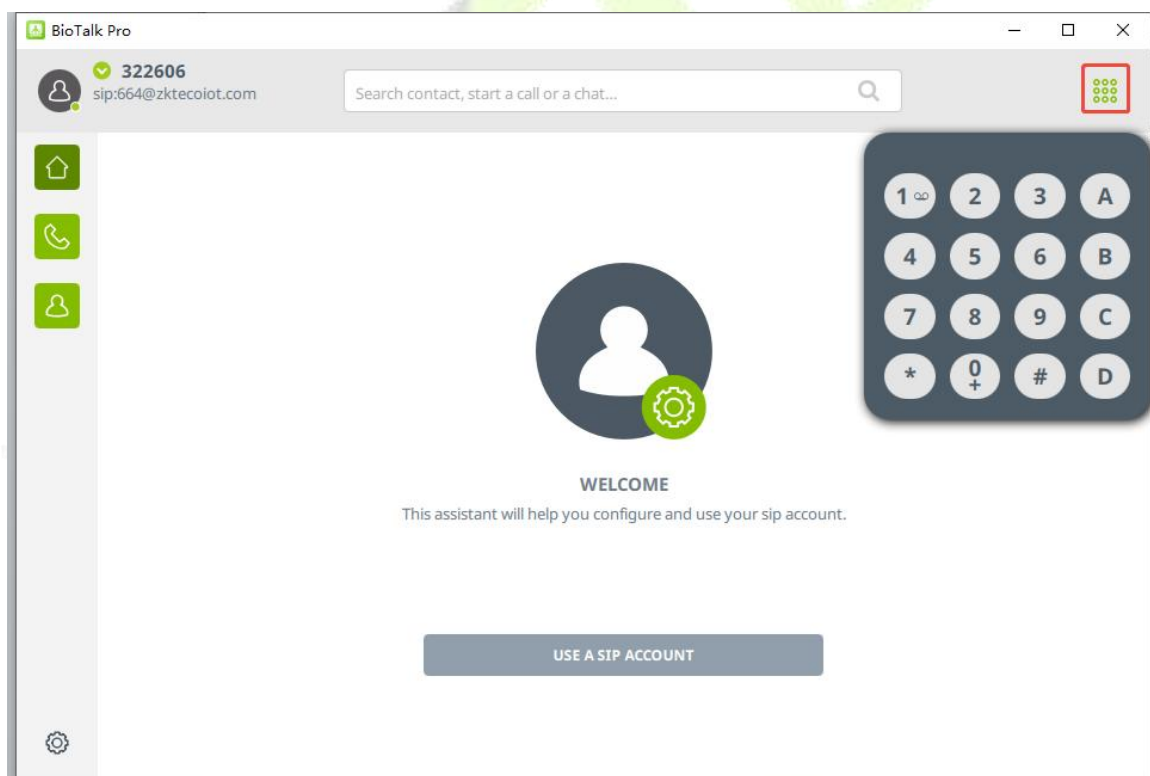 BioTalk Pro
322606
sip:664@zktecoiot.com
Search contact, start a call or a chat...
1 2 3 A
4 5 6 B
7 8 9 C
* 0 # D
+
WELCOME
This assistant will help you configure and use your sip account.
USE A SIP ACCOUNT